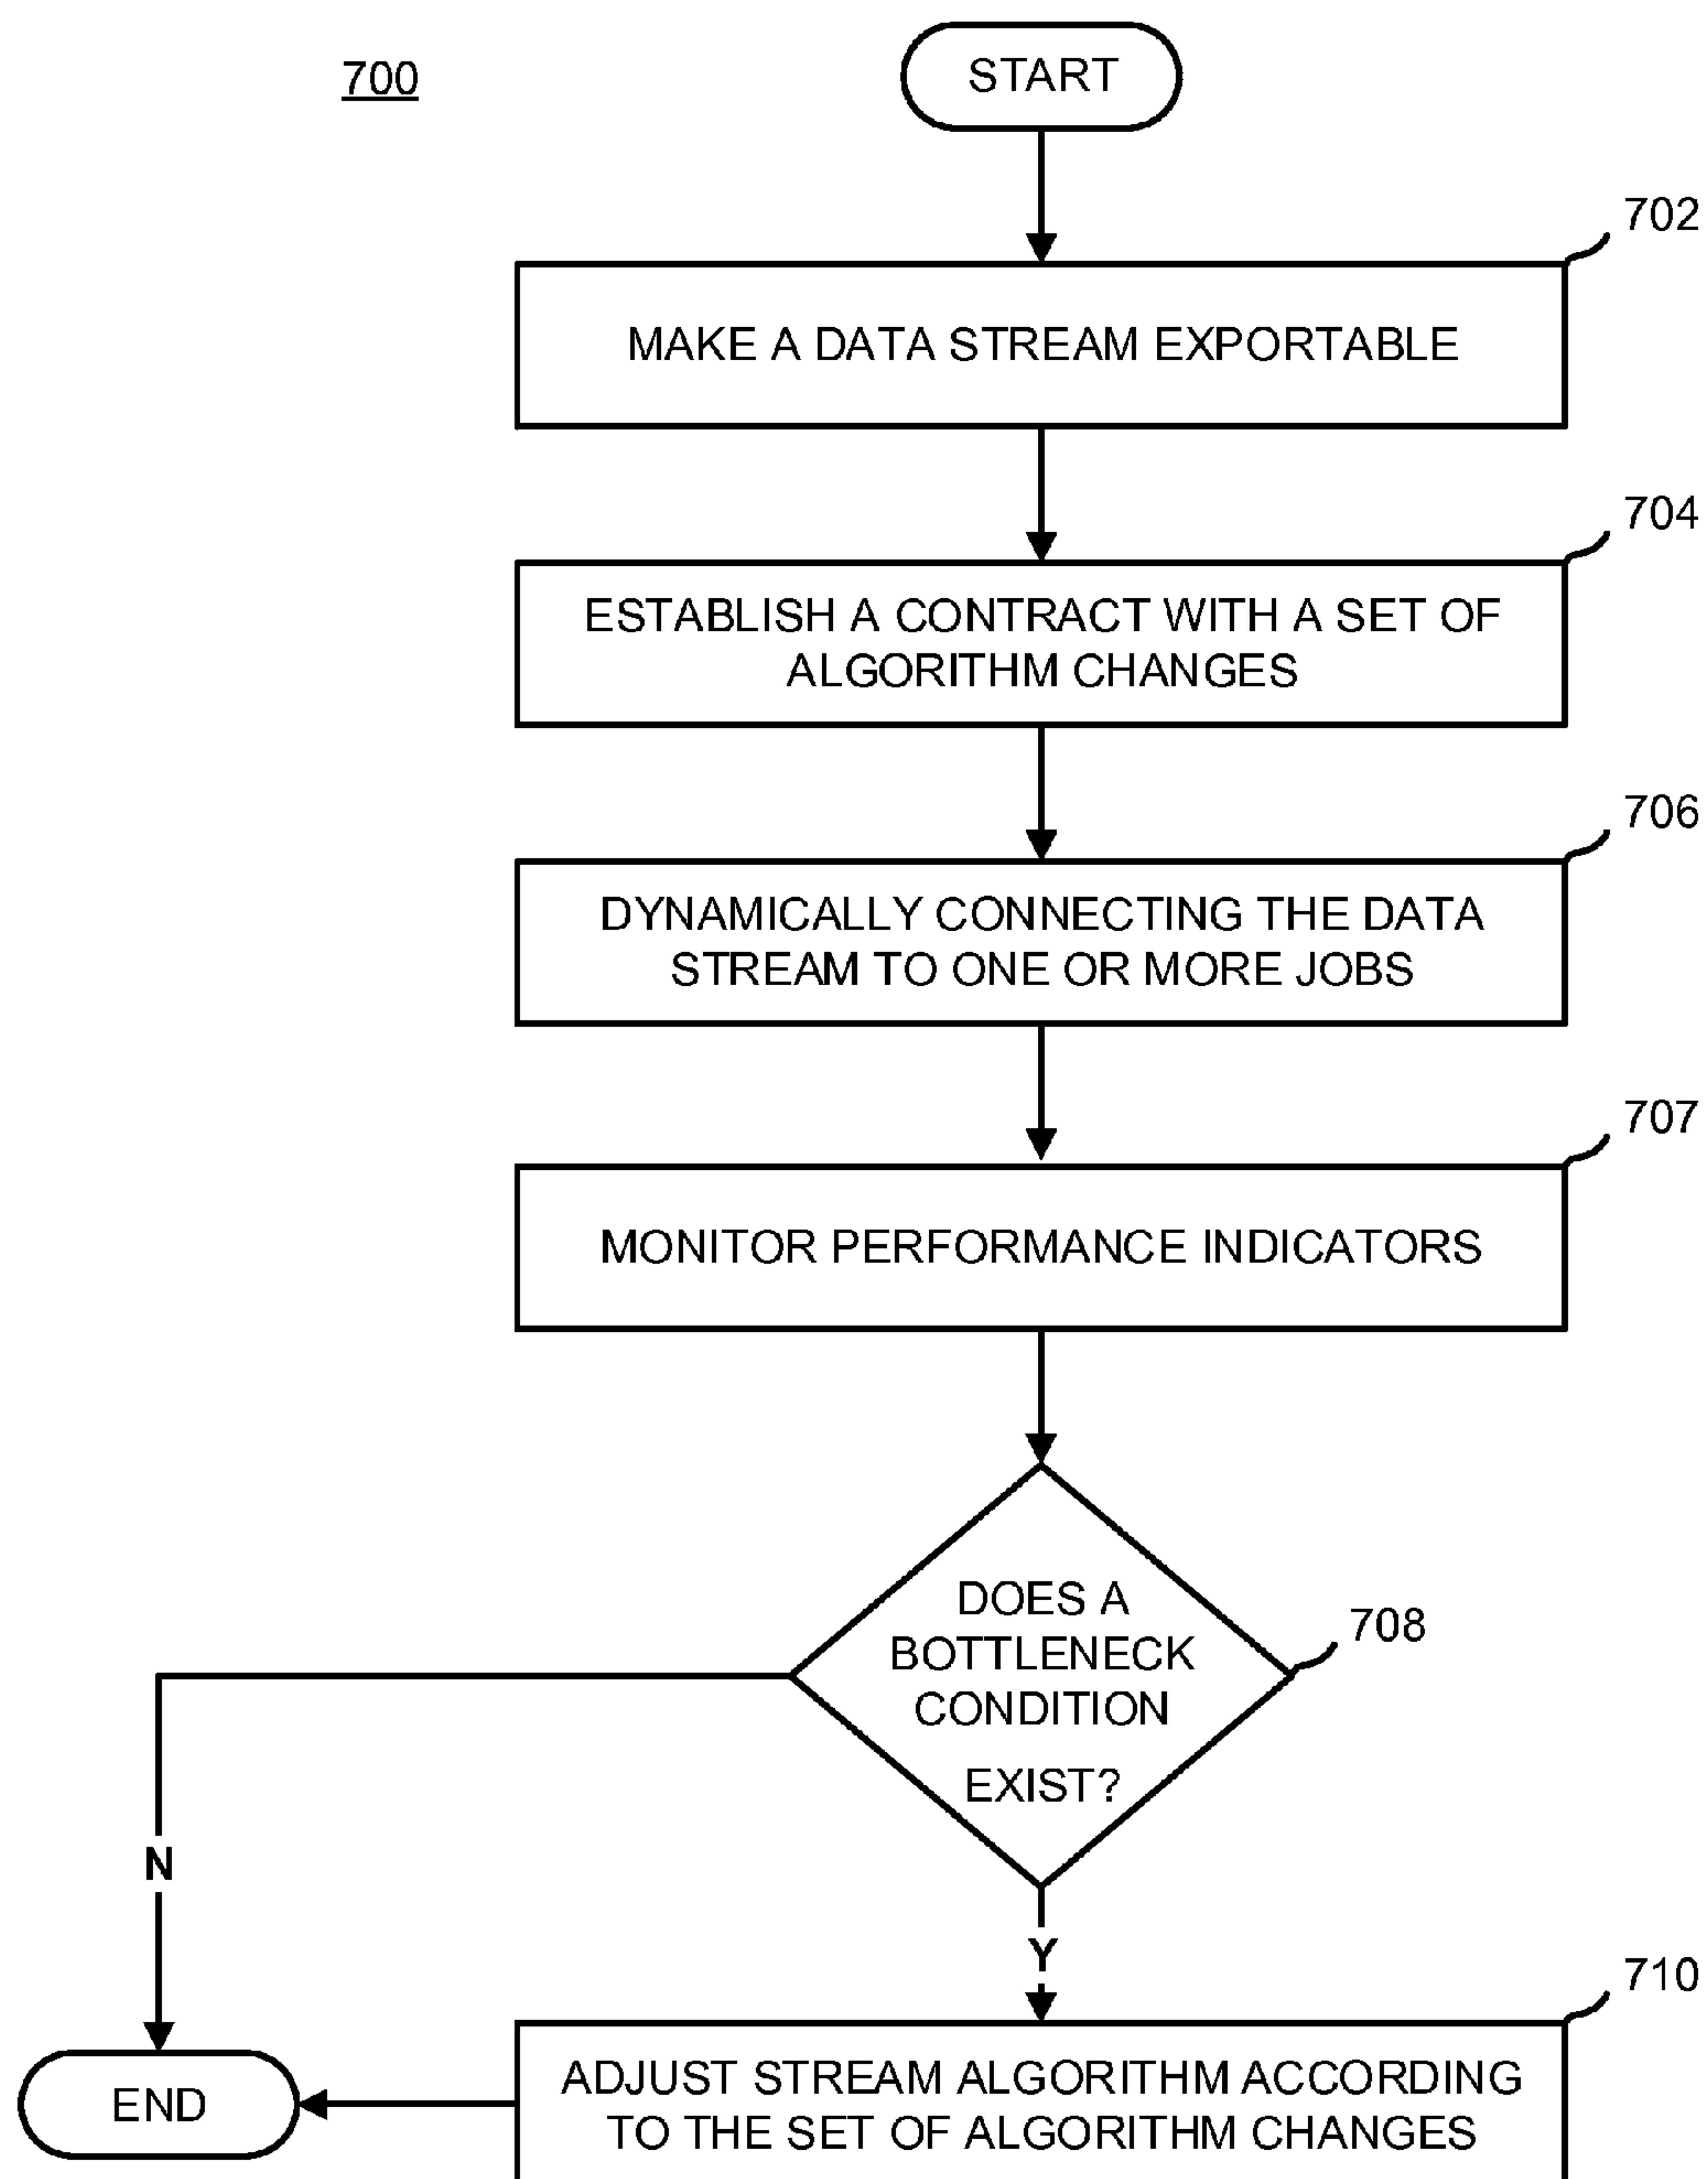 700
START
702
MAKE A DATA STREAM EXPORTABLE
704
ESTABLISH A CONTRACT WITH A SET OF
ALGORITHM CHANGES
706
DYNAMICALLY CONNECTING THE DATA
STREAM TO ONE OR MORE JOBS
707
MONITOR PERFORMANCE INDICATORS
DOES A
BOTTLENECK
CONDITION
EXIST?
708
N
Y
710
ADJUST STREAM ALGORITHM ACCORDING
TO THE SET OF ALGORITHM CHANGES
END